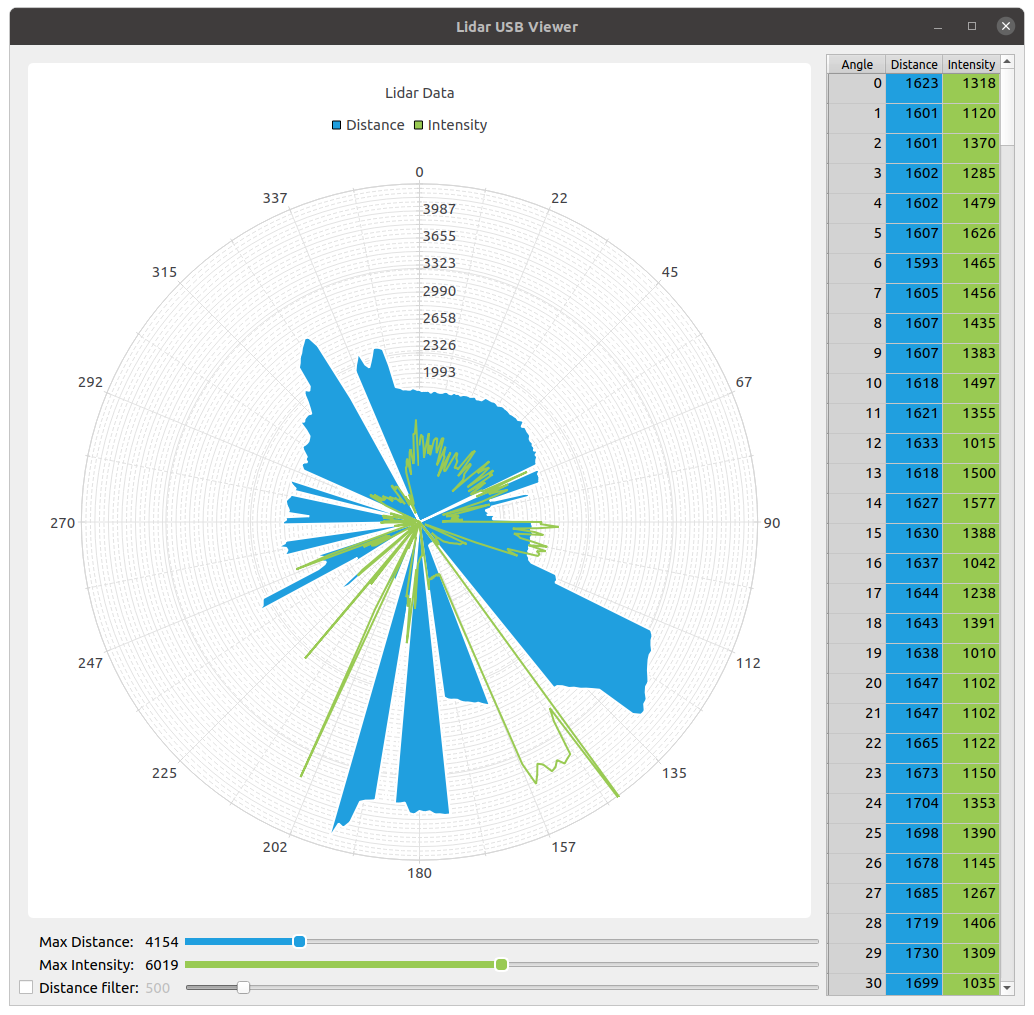 Lidar USB Viewer
Lidar Data
Distance Intensity
0
22
45
67
90
112
135
157
180
202
225
247
270
292
315
337
3987
3655
3323
2990
2658
2326
1993
Max Distance: 4154
Max Intensity: 6019
Distance filter: 500
Angle Distance Intensity
0 1623 1318
1 1601 1120
2 1601 1370
3 1602 1285
4 1602 1479
5 1607 1626
6 1593 1465
7 1605 1456
8 1607 1435
9 1607 1383
10 1618 1497
11 1621 1355
12 1633 1015
13 1618 1500
14 1627 1577
15 1630 1388
16 1637 1042
17 1644 1238
18 1643 1391
19 1638 1010
20 1647 1102
21 1647 1102
22 1665 1122
23 1673 1150
24 1704 1353
25 1698 1390
26 1678 1145
27 1685 1267
28 1719 1406
29 1730 1309
30 1699 1035